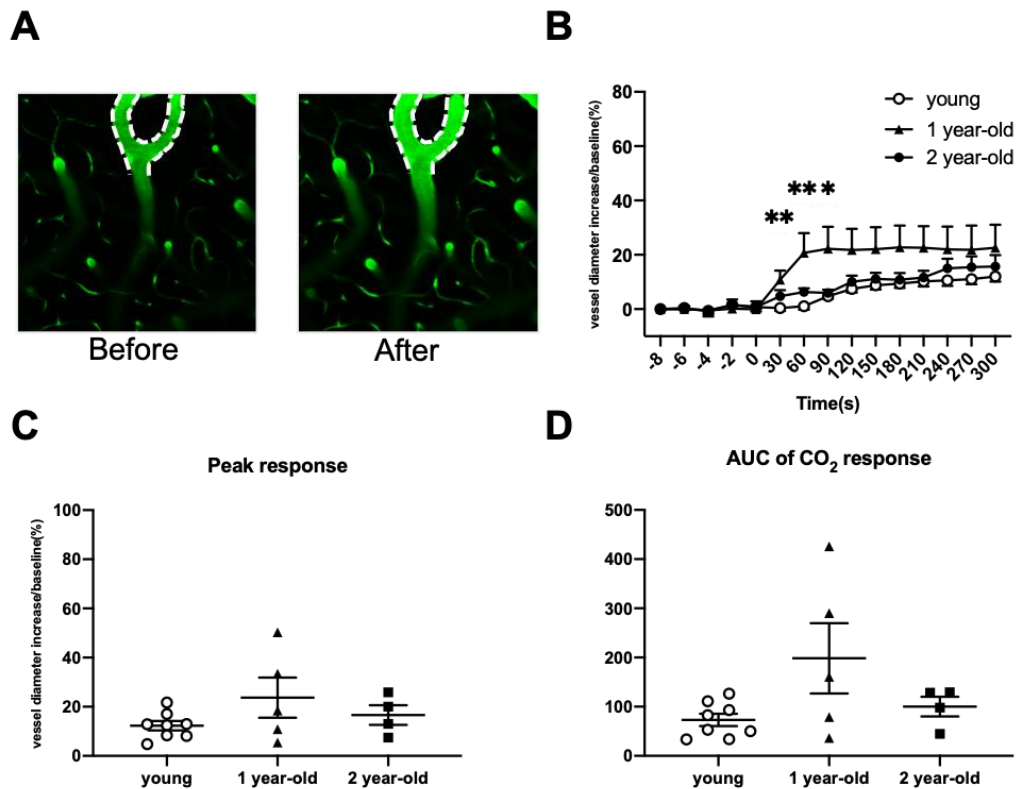 A
Before
After
B
vessel diameter increase/baseline(%)
80
60
40
20
0
young
1 year-old
2 year-old
**
***
-8 -6 -4 -2 0 30 60 90 120 150 180 210 240 270 300
Time(s)
C
Peak response
vessel diameter increase/baseline(%)
100
80
60
40
20
0
young 1 year-old 2 year-old
D
AUC of CO2 response
500
400
300
200
100
0
young 1 year-old 2 year-old